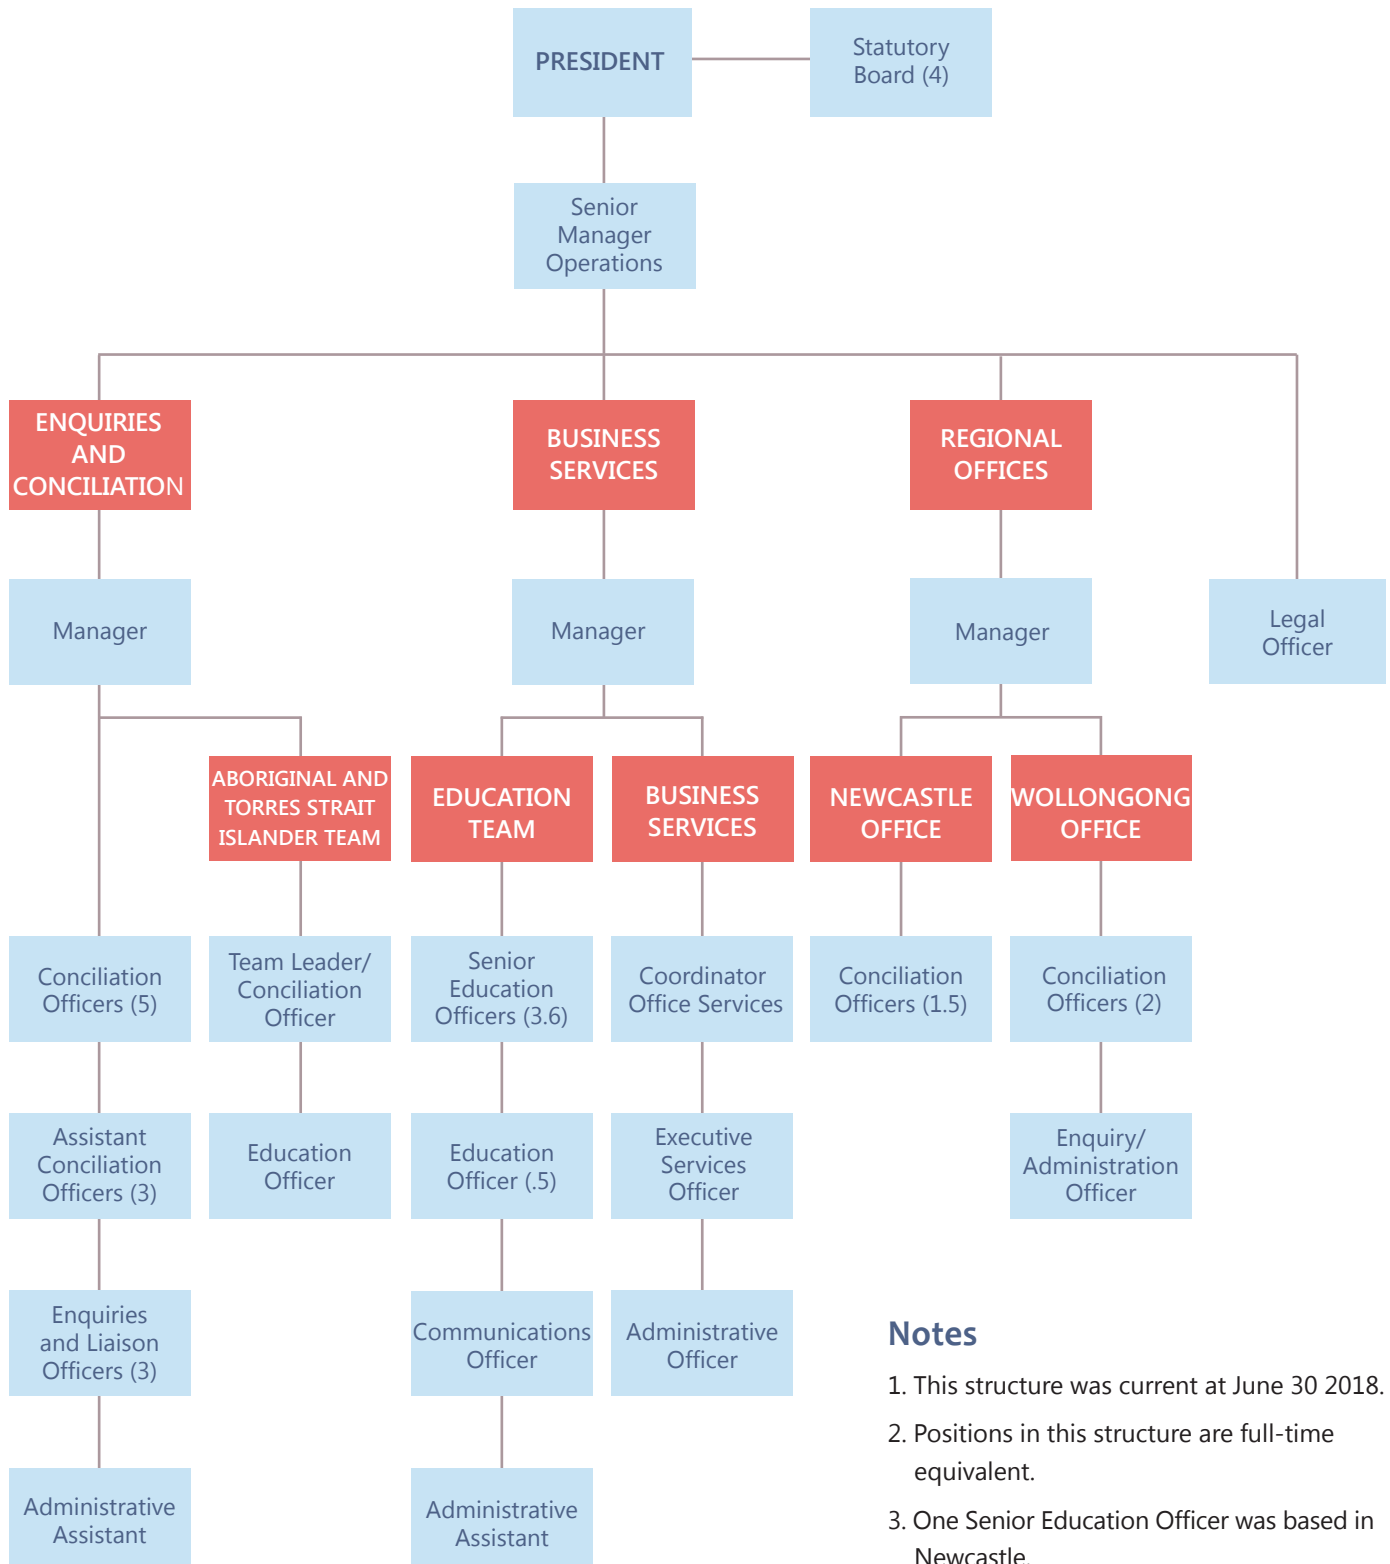 PRESIDENT
Statutory
Board (4)
Senior
Manager
Operations
ENQUIRIES
AND
CONCILIATION
BUSINESS
SERVICES
REGIONAL
OFFICES
Manager
Manager
Manager
Legal
Officer
ABORIGINAL AND
TORRES STRAIT
ISLANDER TEAM
EDUCATION
TEAM
BUSINESS
SERVICES
NEWCASTLE
OFFICE
WOLLONGONG
OFFICE
Conciliation
Officers (5)
Team Leader/
Conciliation
Officer
Senior
Education
Officers (3.6)
Coordinator
Office Services
Conciliation
Officers (1.5)
Conciliation
Officers (2)
Assistant
Conciliation
Officers (3)
Education
Officer
Education
Officer (.5)
Executive
Services
Officer
Enquiry/
Administration
Officer
Enquiries
and Liaison
Officers (3)
Communications
Officer
Administrative
Officer
Administrative
Assistant
Administrative
Assistant
Notes
1. This structure was current at June 30 2018.
2. Positions in this structure are full-time
equivalent.
3. One Senior Education Officer was based in
Newcastle.